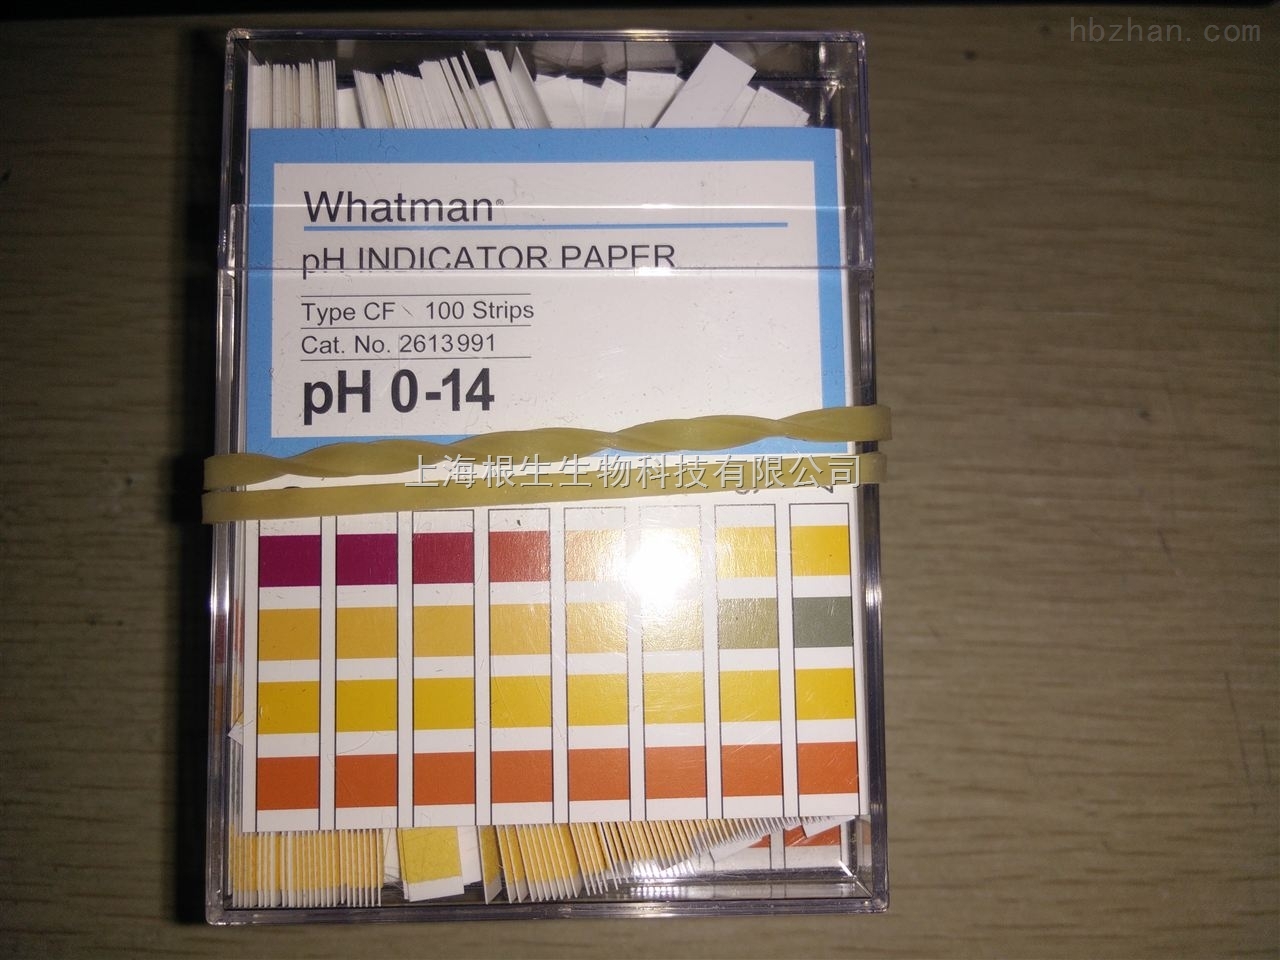 hbzhan.com
Whatman®
pH INDICATOR PAPER
Type CF 100 Strips
Cat. No. 2613991
pH 0-14
上海根生生物科技有限公司